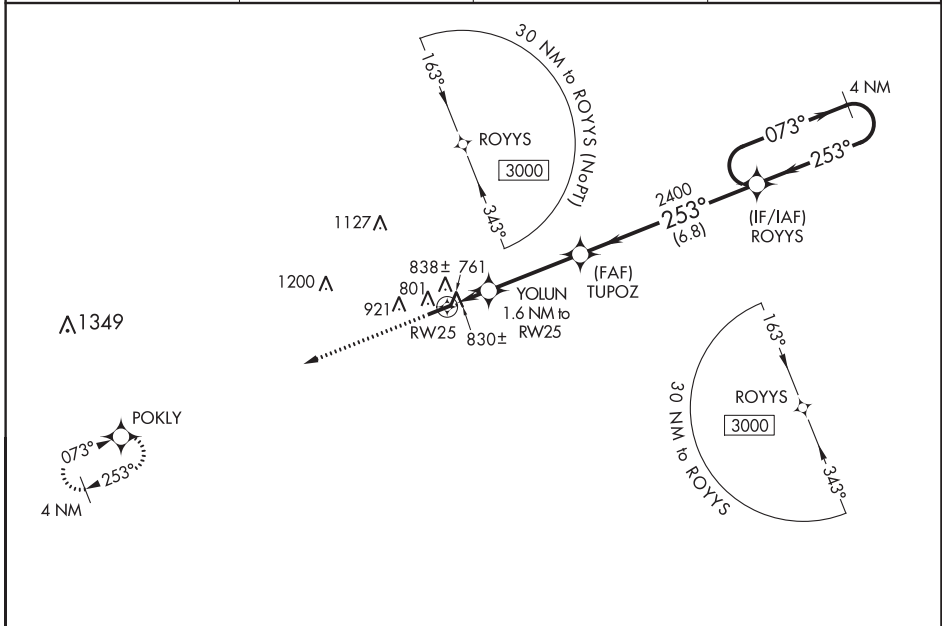 30 NM to ROYYS (NoPT)
163°
ROYYS
3000
343°
4 NM
073°
253°
(IF/IAF)
ROYYS
2400
253°
(6.8)
(FAF)
TUPOZ
1127
1200
838± 761
801
921
YOLUN
1.6 NM to
RW25
RW25
830±
1349
163°
ROYYS
3000
30 NM to ROYYS
343°
POKLY
073°
253°
4 NM